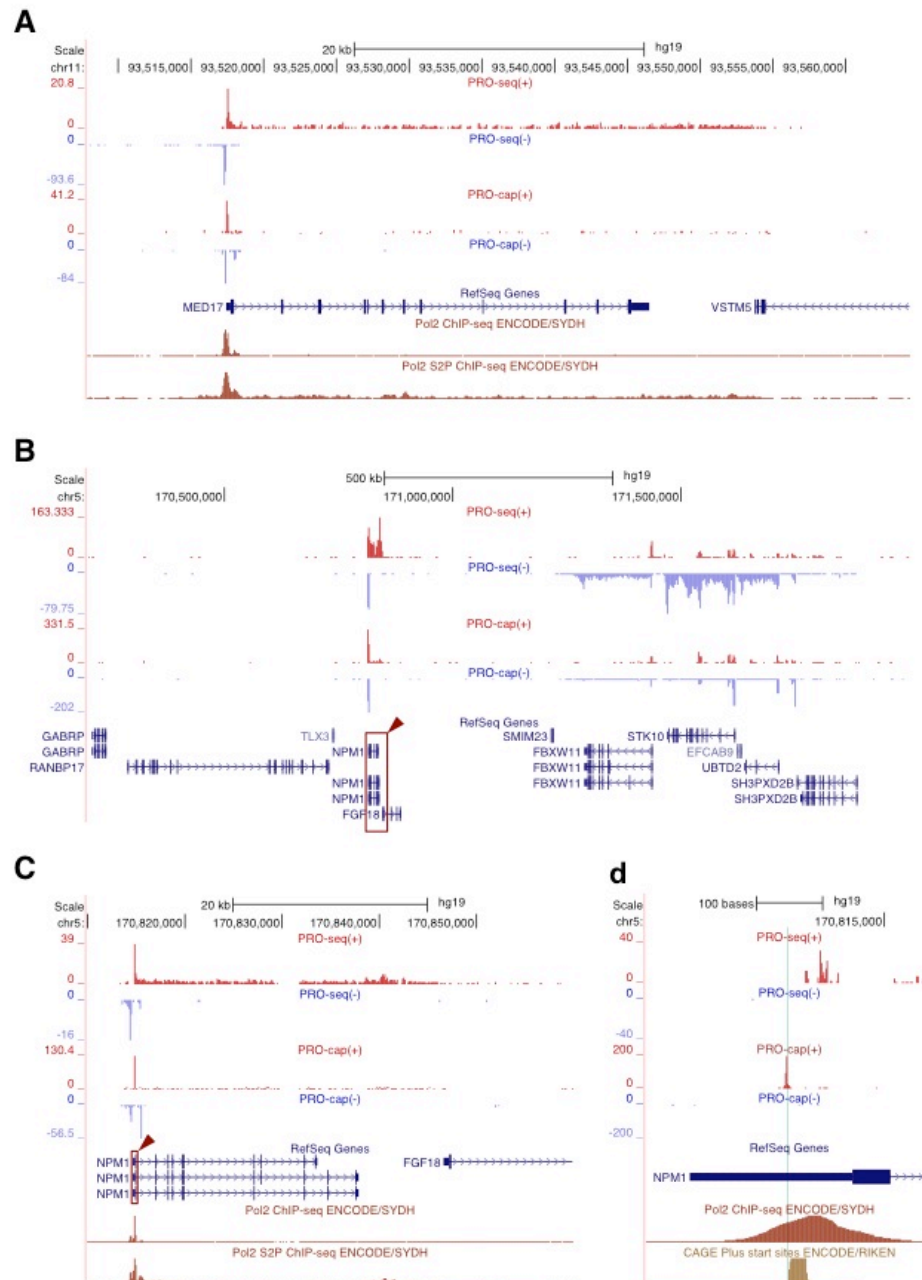 A
Scale 20 kb hg19
chr11: 93,515,000 93,520,000 93,525,000 93,530,000 93,535,000 93,540,000 93,545,000 93,550,000 93,555,000 93,560,000
20.8 PRO-seq(+)
0
0 PRO-seq(-)
-93.6
41.2 PRO-cap(+)
0
0 PRO-cap(-)
-84
RefSeq Genes
MED17 VSTM5
Pol2 ChIP-seq ENCODE/SYDH
Pol2 S2P ChIP-seq ENCODE/SYDH
B
Scale 500 kb hg19
chr5: 170,500,000 171,000,000 171,500,000
163.333 PRO-seq(+)
0
0 PRO-seq(-)
-79.75
331.5 PRO-cap(+)
0
0 PRO-cap(-)
-202
RefSeq Genes
GABRP TLX3 SMIM23 STK10
GABRP NPM1 FBXW11 EFCAB9
RANBP17 FBXW11 UBTD2
NPM1 FBXW11 SH3PXD2B
NPM1 SH3PXD2B
FGF18
C
Scale 20 kb hg19
chr5: 170,820,000 170,830,000 170,840,000 170,850,000
39 PRO-seq(+)
0
0 PRO-seq(-)
-16
130.4 PRO-cap(+)
0
0 PRO-cap(-)
-56.5
RefSeq Genes
NPM1 FGF18
NPM1
NPM1
Pol2 ChIP-seq ENCODE/SYDH
Pol2 S2P ChIP-seq ENCODE/SYDH
d
Scale 100 bases hg19
chr5: 170,815,000
40 PRO-seq(+)
0
0 PRO-seq(-)
-40
200 PRO-cap(+)
0
0 PRO-cap(-)
-200
RefSeq Genes
NPM1
Pol2 ChIP-seq ENCODE/SYDH
CAGE Plus start sites ENCODE/RIKEN